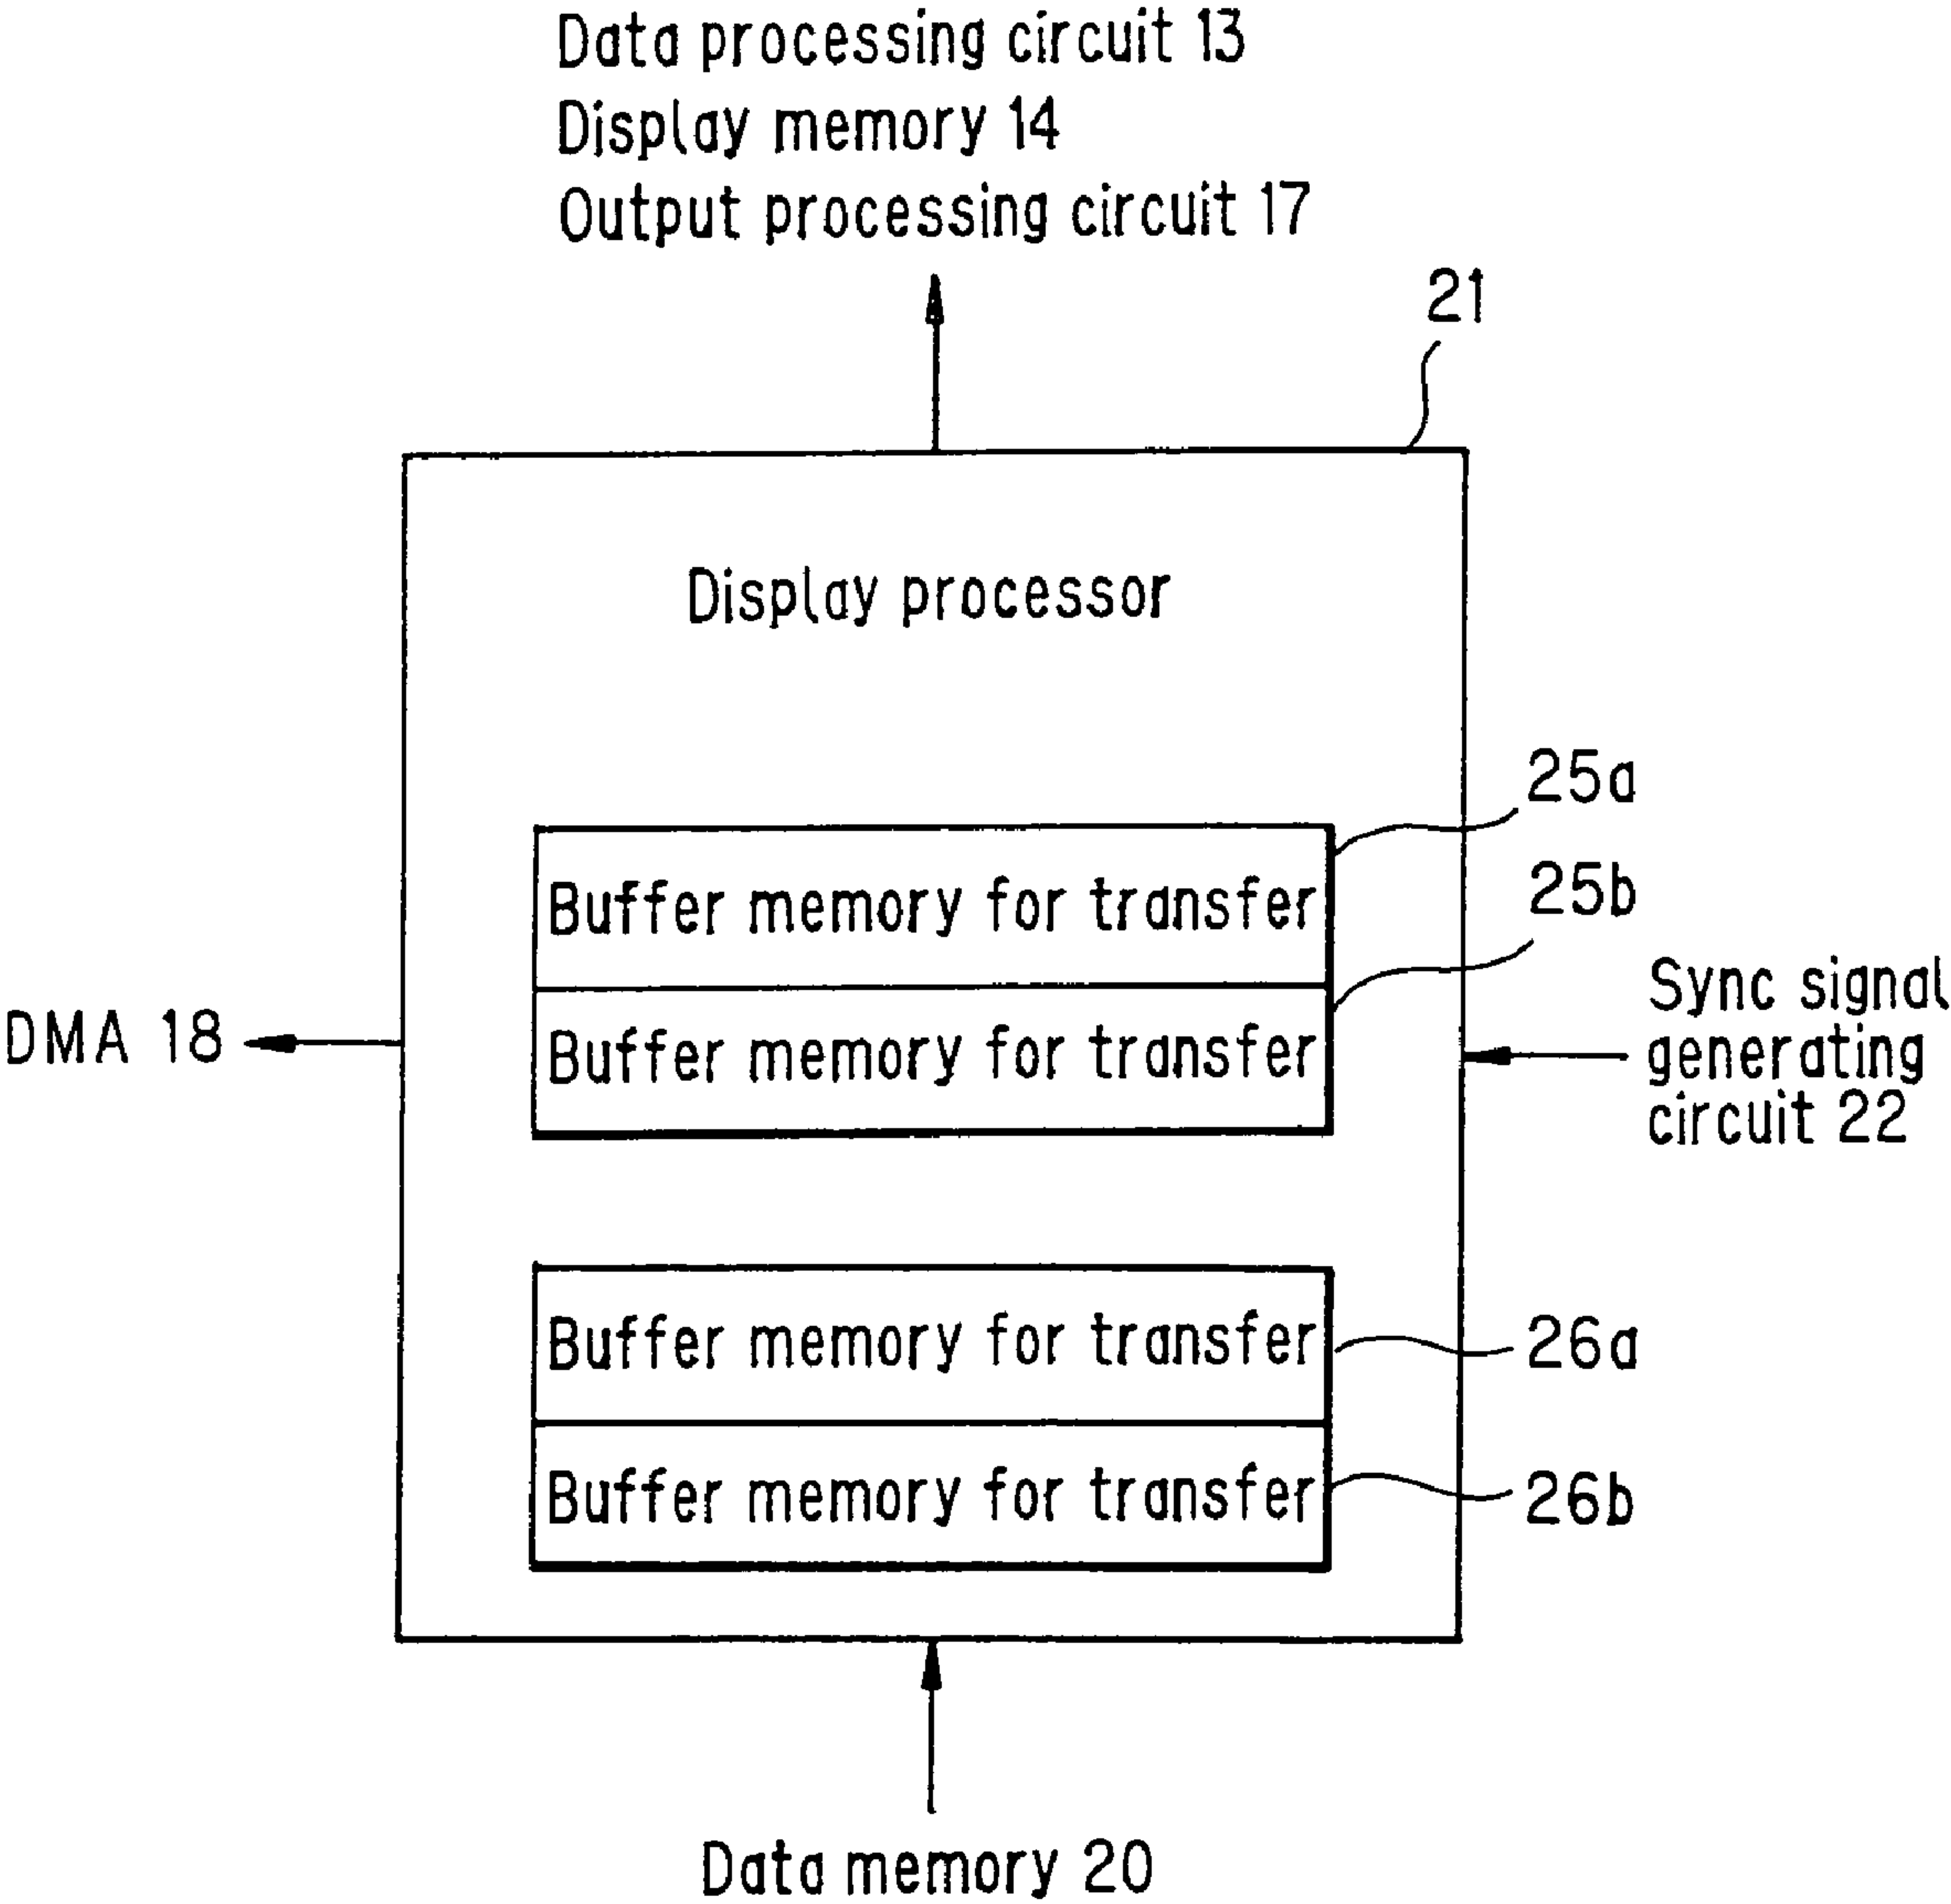 Data processing circuit 13
Display memory 14
Output processing circuit 17
21
Display processor
25a
Buffer memory for transfer
25b
Buffer memory for transfer
DMA 18
Sync signal
generating
circuit 22
Buffer memory for transfer
26a
Buffer memory for transfer
26b
Data memory 20